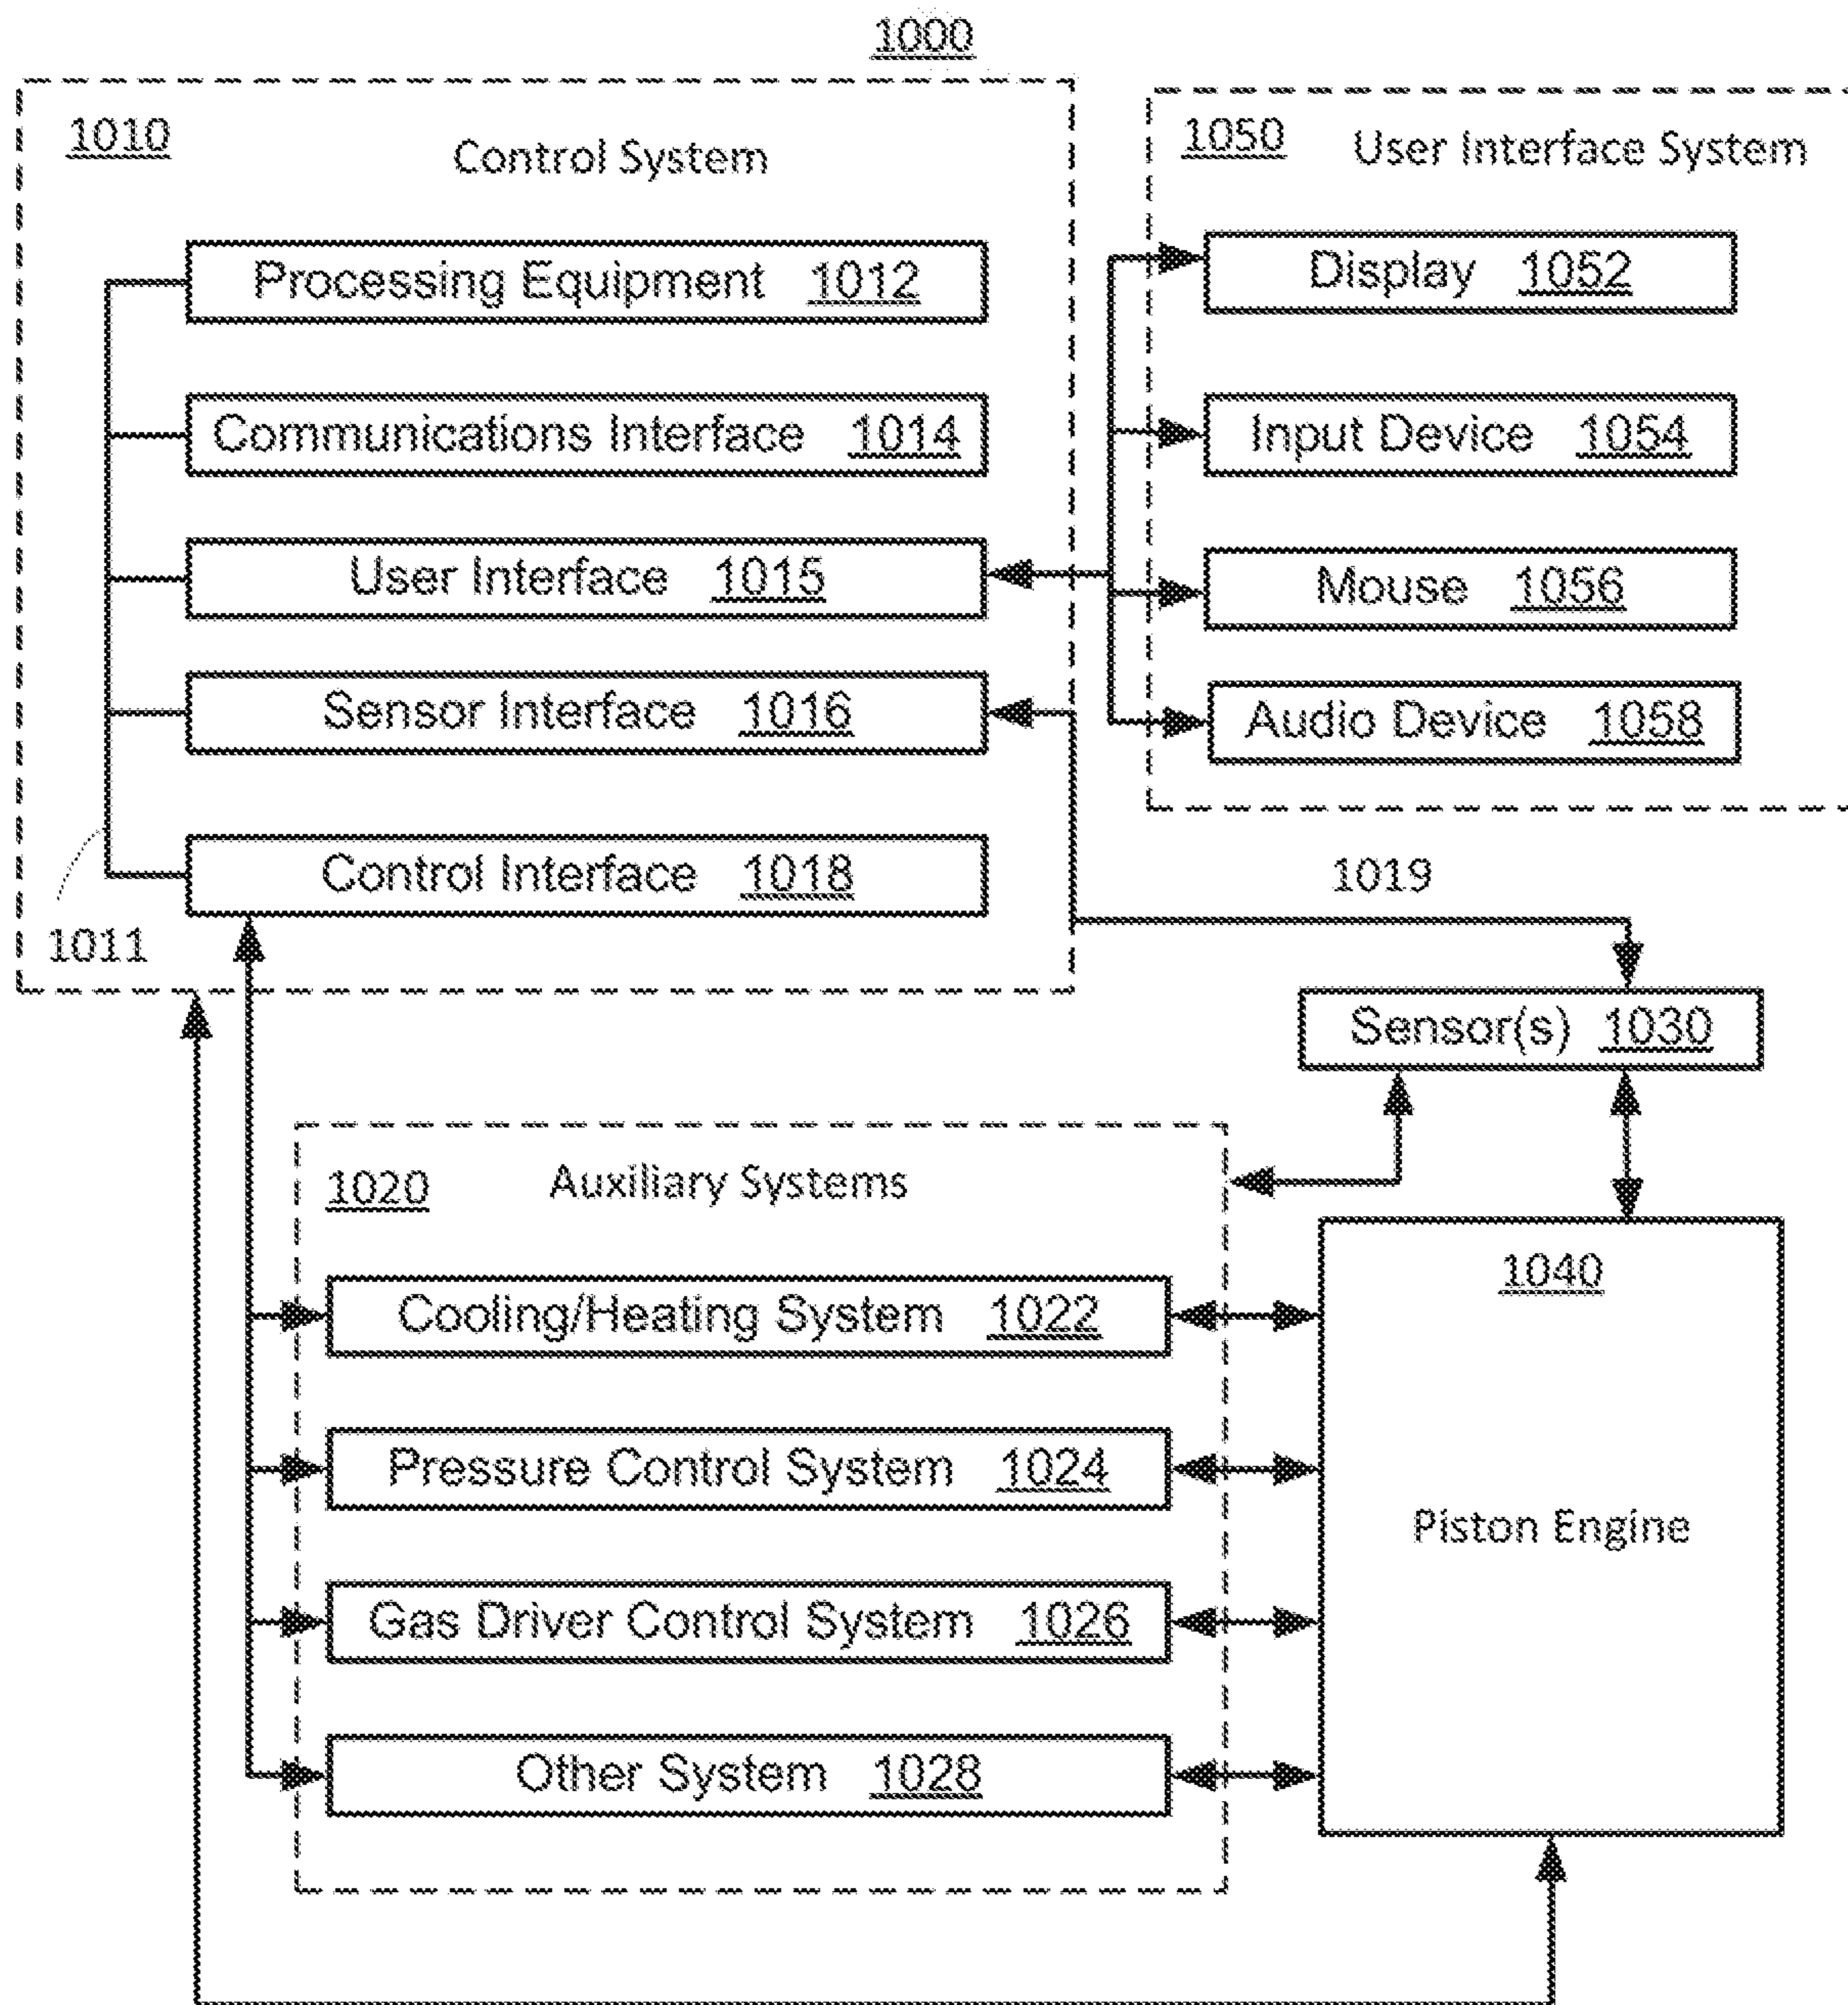 1000
1010
Control System
Processing Equipment 1012
Communications Interface 1014
User Interface 1015
Sensor Interface 1016
Control Interface 1018
1011
1050
User Interface System
Display 1052
Input Device 1054
Mouse 1056
Audio Device 1058
1019
Sensor(s) 1030
1020
Auxiliary Systems
Cooling/Heating System 1022
Pressure Control System 1024
Gas Driver Control System 1026
Other System 1028
1040
Piston Engine